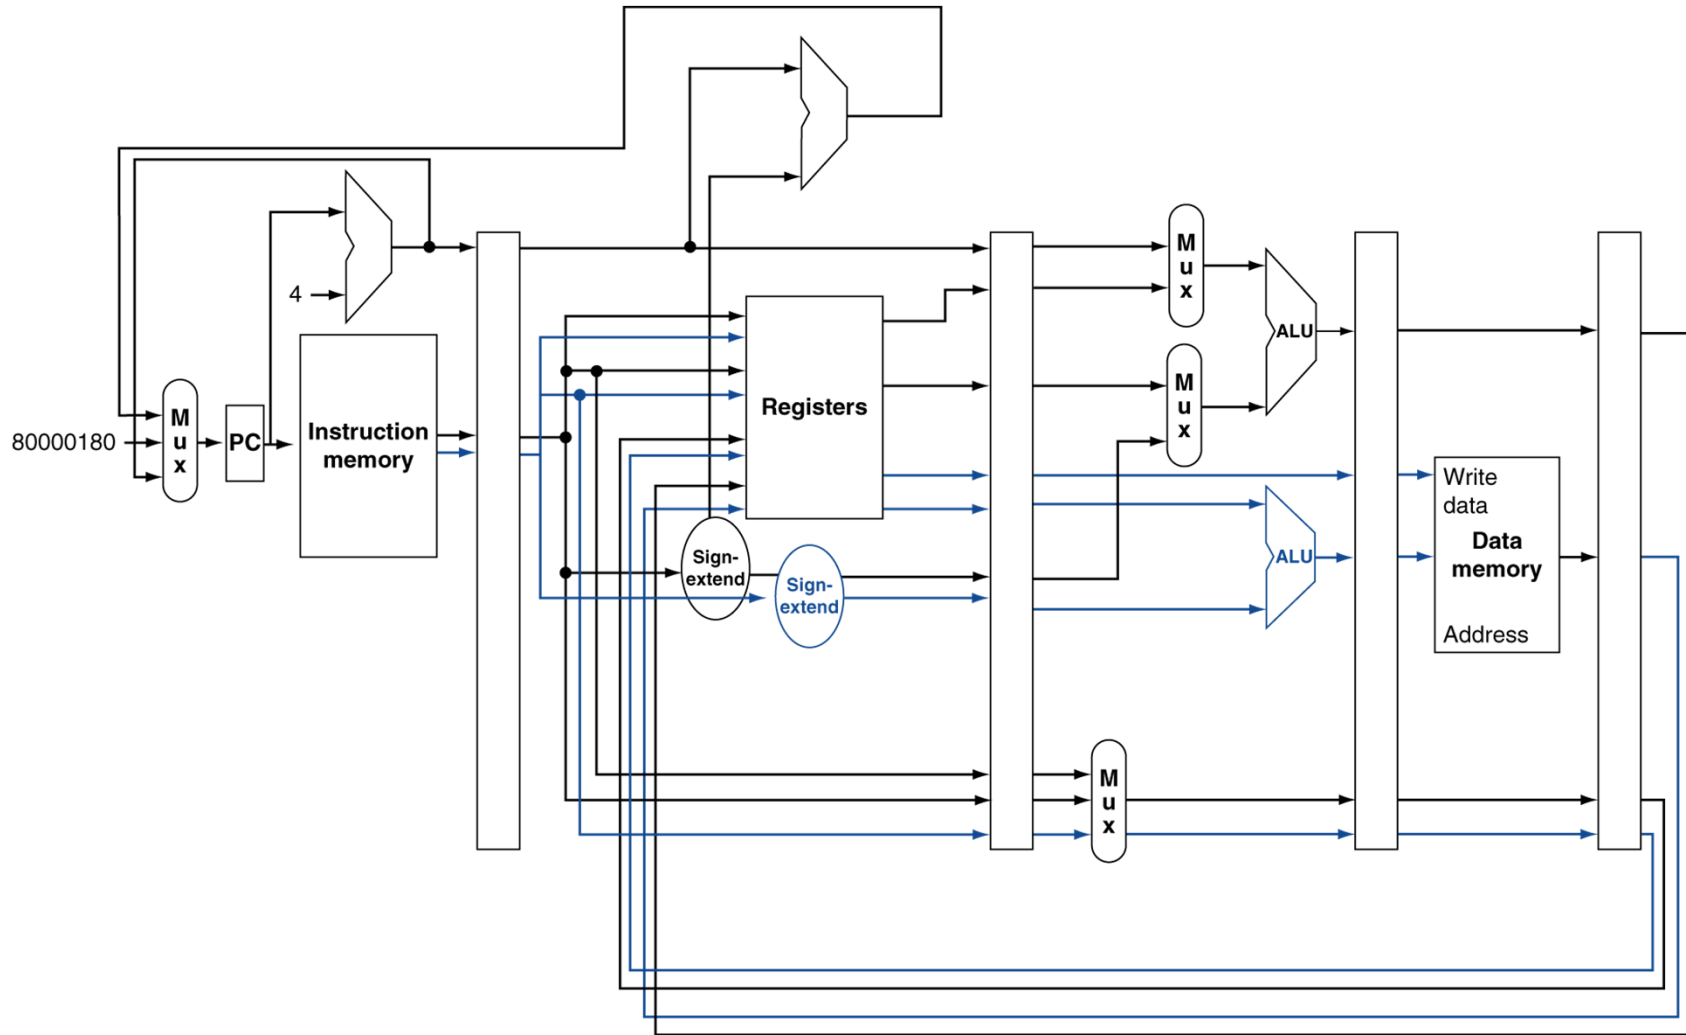 4
80000180
M
u
x
PC
Instruction
memory
Registers
Sign-
extend
Sign-
extend
M
u
x
M
u
x
ALU
ALU
M
u
x
Write
data
Data
memory
Address